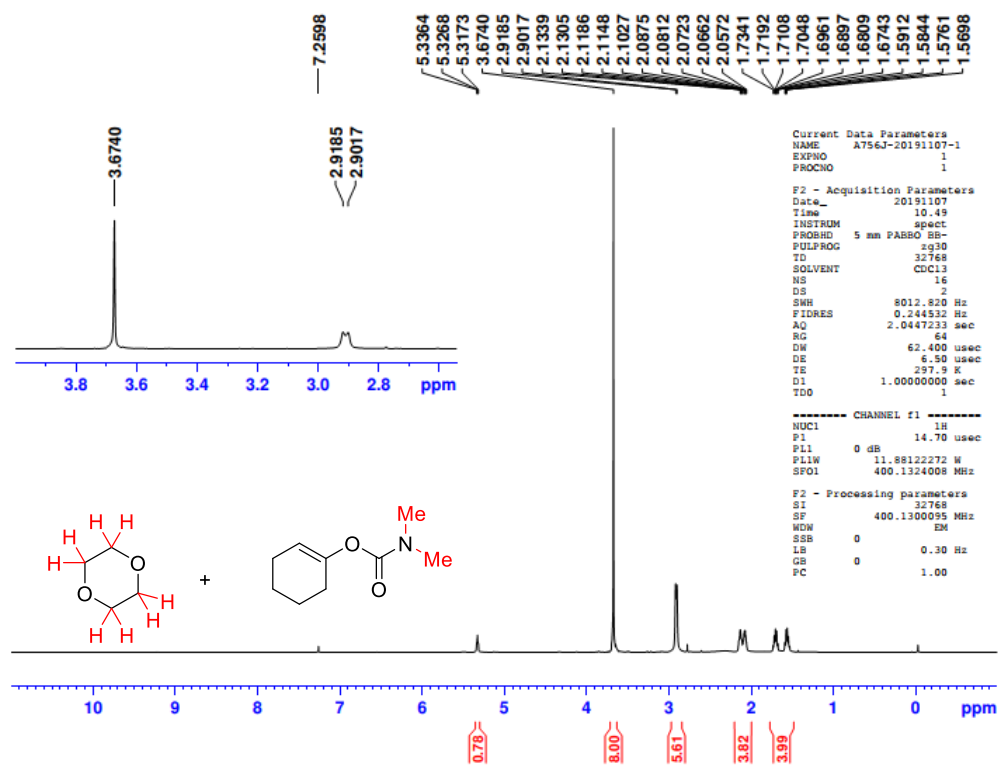 7.2598
5.3364
5.3268
5.3173
3.6740
2.9185
2.9017
2.1339
2.1305
2.1186
2.1148
2.1027
2.0875
2.0812
2.0723
2.0662
2.0572
1.7341
1.7192
1.7108
1.7048
1.6961
1.6897
1.6809
1.6743
1.5912
1.5844
1.5761
1.5698
3.6740
2.9185
2.9017
3.8 3.6 3.4 3.2 3.0 2.8 ppm
Current Data Parameters
NAME A756J-20191107-1
EXPNO 1
PROCNO 1
F2 - Acquisition Parameters
Date_ 20191107
Time 10.49
INSTRUM spect
PROBHD 5 mm PABBO BB-
PULPROG zg30
TD 32768
SOLVENT CDCl3
NS 16
DS 2
SWH 8012.820 Hz
FIDRES 0.244532 Hz
AQ 2.0447233 sec
RG 64
DW 62.400 usec
DE 6.50 usec
TE 297.9 K
D1 1.00000000 sec
TD0 1
======== CHANNEL f1 ========
NUC1 1H
P1 14.70 usec
PL1 0 dB
PL1W 11.88122272 W
SFO1 400.1324008 MHz
F2 - Processing parameters
SI 32768
SF 400.1300095 MHz
WDW EM
SSB 0
LB 0.30 Hz
GB 0
PC 1.00
H H
H O
O H
H
H H
+
Me
O N Me
O
10 9 8 7 6 5 4 3 2 1 0 ppm
0.78
8.00
5.61
3.82
3.99